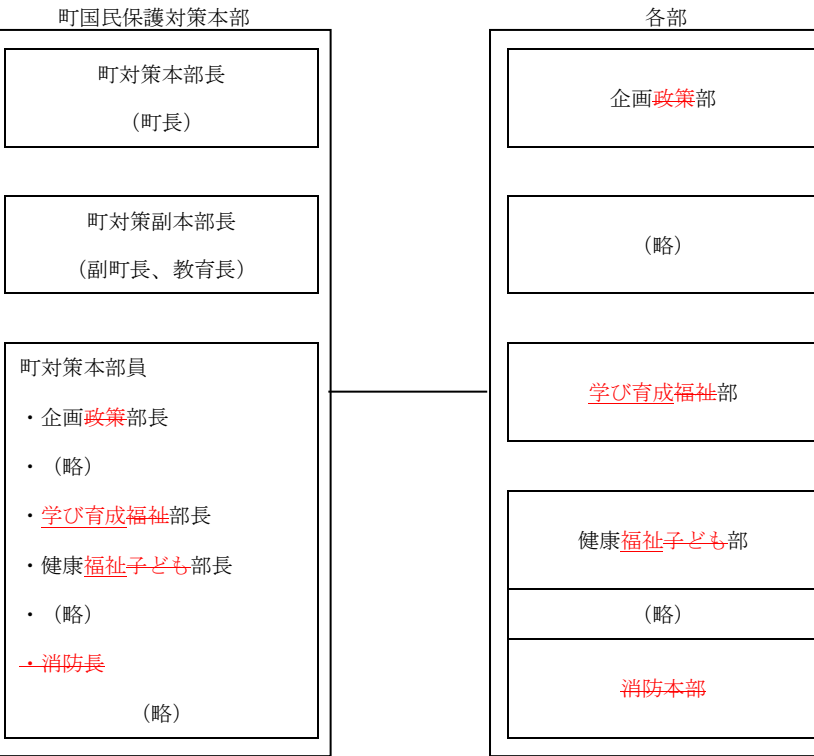 町国民保護対策本部
町対策本部長
（町長）
町対策副本部長
（副町長、教育長）
町対策本部員
・企画政策部長
・（略）
・学び育成福祉部長
・健康福祉子ども部長
・（略）
・消防長
（略）
各部
企画政策部
（略）
学び育成福祉部
健康福祉子ども部
（略）
消防本部